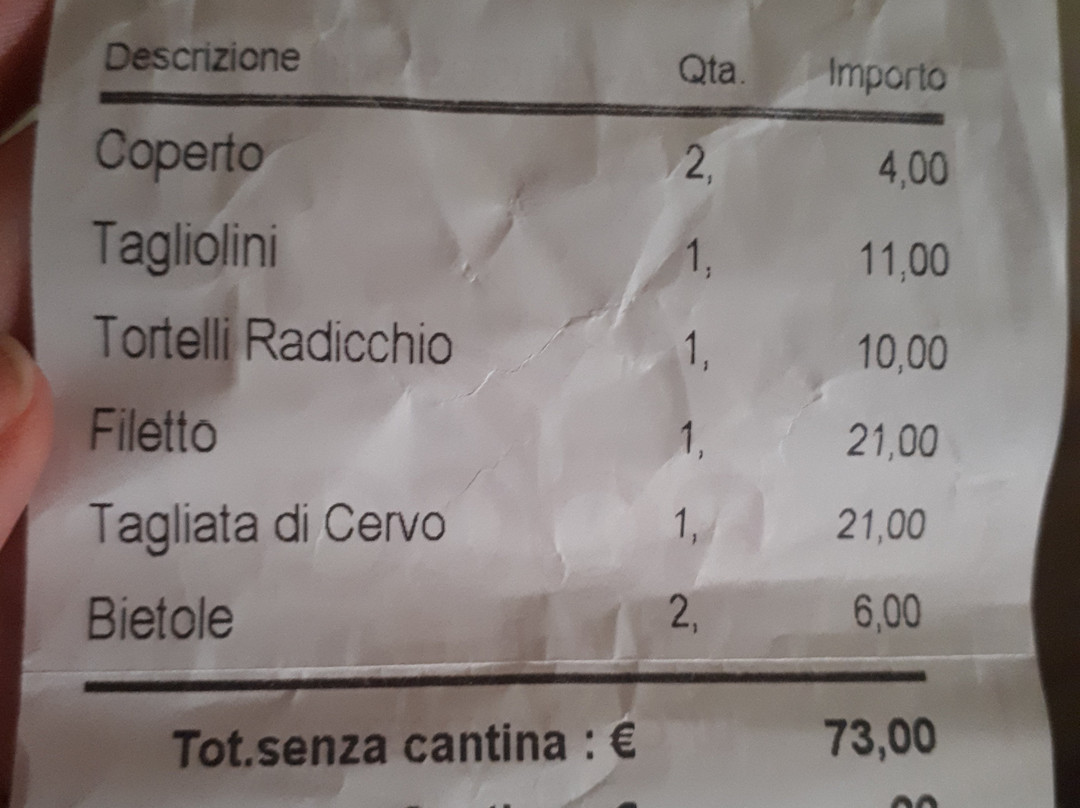 Descrizione Qta. Importo
Coperto 2, 4,00
Tagliolini 1, 11,00
Tortelli Radicchio 1, 10,00
Filetto 1, 21,00
Tagliata di Cervo 1, 21,00
Bietole 2, 6,00
Tot.senza cantina : € 73,00